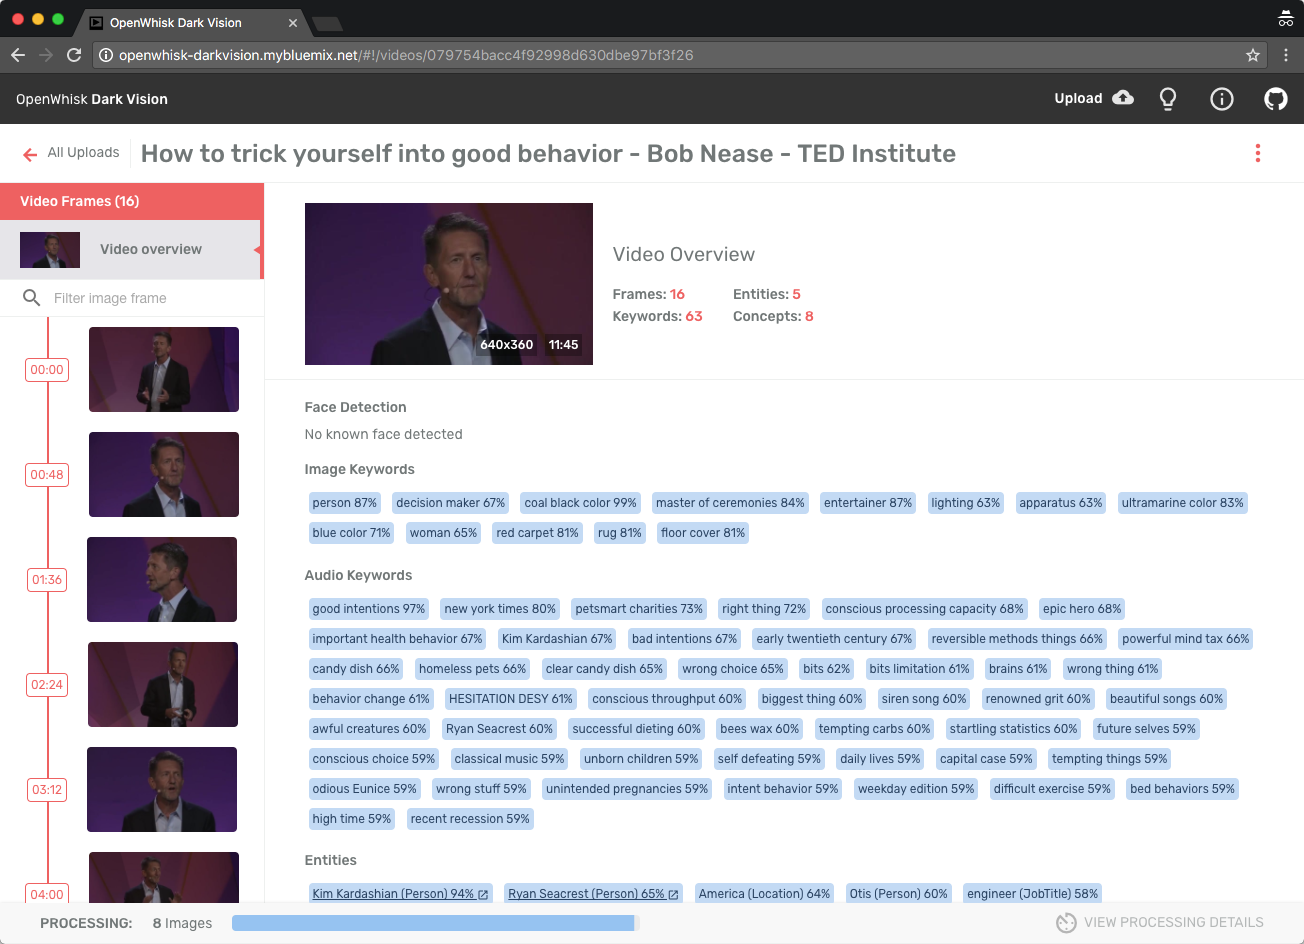 OpenWhisk Dark Vision
openwhisk-darkvision.mybluemix.net/#!/videos/079754bacc4f92998d630dbe97bf3f26
OpenWhisk Dark Vision
Upload
All Uploads
How to trick yourself into good behavior - Bob Nease - TED Institute
Video Frames (16)
Video overview
Filter image frame
00:00
00:48
01:36
02:24
03:12
04:00
640x360 11:45
Video Overview
Frames: 16 Entities: 5
Keywords: 63 Concepts: 8
Face Detection
No known face detected
Image Keywords
person 87% decision maker 67% coal black color 99% master of ceremonies 84% entertainer 87% lighting 63% apparatus 63% ultramarine color 83%
blue color 71% woman 65% red carpet 81% rug 81% floor cover 81%
Audio Keywords
good intentions 97% new york times 80% petsmart charities 73% right thing 72% conscious processing capacity 68% epic hero 68%
important health behavior 67% Kim Kardashian 67% bad intentions 67% early twentieth century 67% reversible methods things 66% powerful mind tax 66%
candy dish 66% homeless pets 66% clear candy dish 65% wrong choice 65% bits 62% bits limitation 61% brains 61% wrong thing 61%
behavior change 61% HESITATION DESY 61% conscious throughput 60% biggest thing 60% siren song 60% renowned grit 60% beautiful songs 60%
awful creatures 60% Ryan Seacrest 60% successful dieting 60% bees wax 60% tempting carbs 60% startling statistics 60% future selves 59%
conscious choice 59% classical music 59% unborn children 59% self defeating 59% daily lives 59% capital case 59% tempting things 59%
odious Eunice 59% wrong stuff 59% unintended pregnancies 59% intent behavior 59% weekday edition 59% difficult exercise 59% bed behaviors 59%
high time 59% recent recession 59%
Entities
Kim Kardashian (Person) 94% Ryan Seacrest (Person) 65% America (Location) 64% Otis (Person) 60% engineer (JobTitle) 58%
PROCESSING: 8 Images
VIEW PROCESSING DETAILS